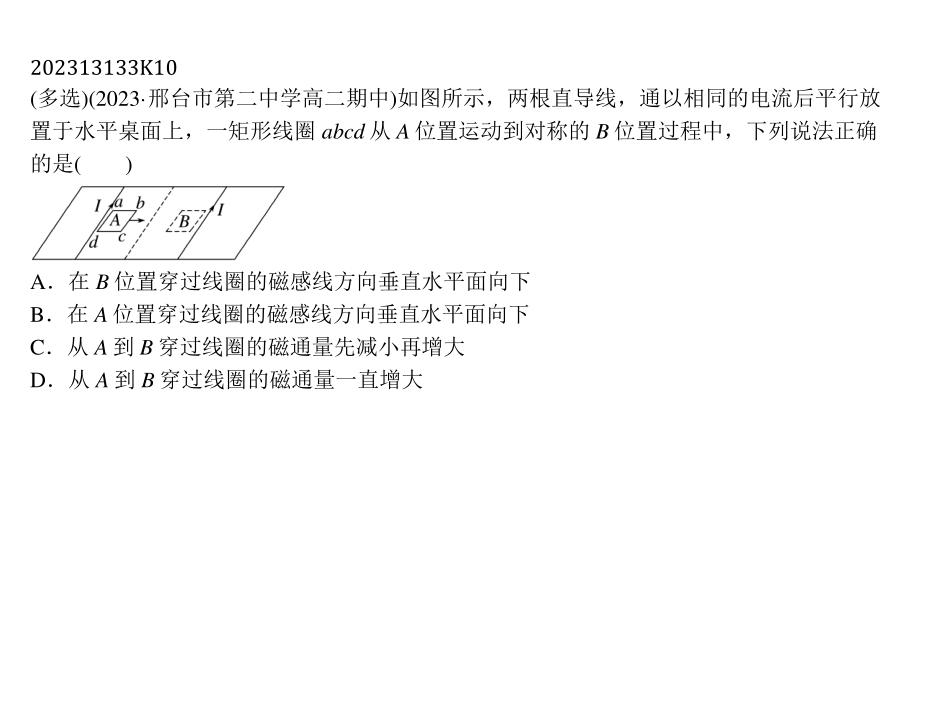 202313133K10
(多选)(2023·邢台市第二中学高二期中)如图所示，两根直导线，通以相同的电流后平行放
置于水平桌面上，一矩形线圈 abcd 从 A 位置运动到对称的 B 位置过程中，下列说法正确
的是(　　)
I a b
A
B
I
d c
A．在 B 位置穿过线圈的磁感线方向垂直水平面向下
B．在 A 位置穿过线圈的磁感线方向垂直水平面向下
C．从 A 到 B 穿过线圈的磁通量先减小再增大
D．从 A 到 B 穿过线圈的磁通量一直增大